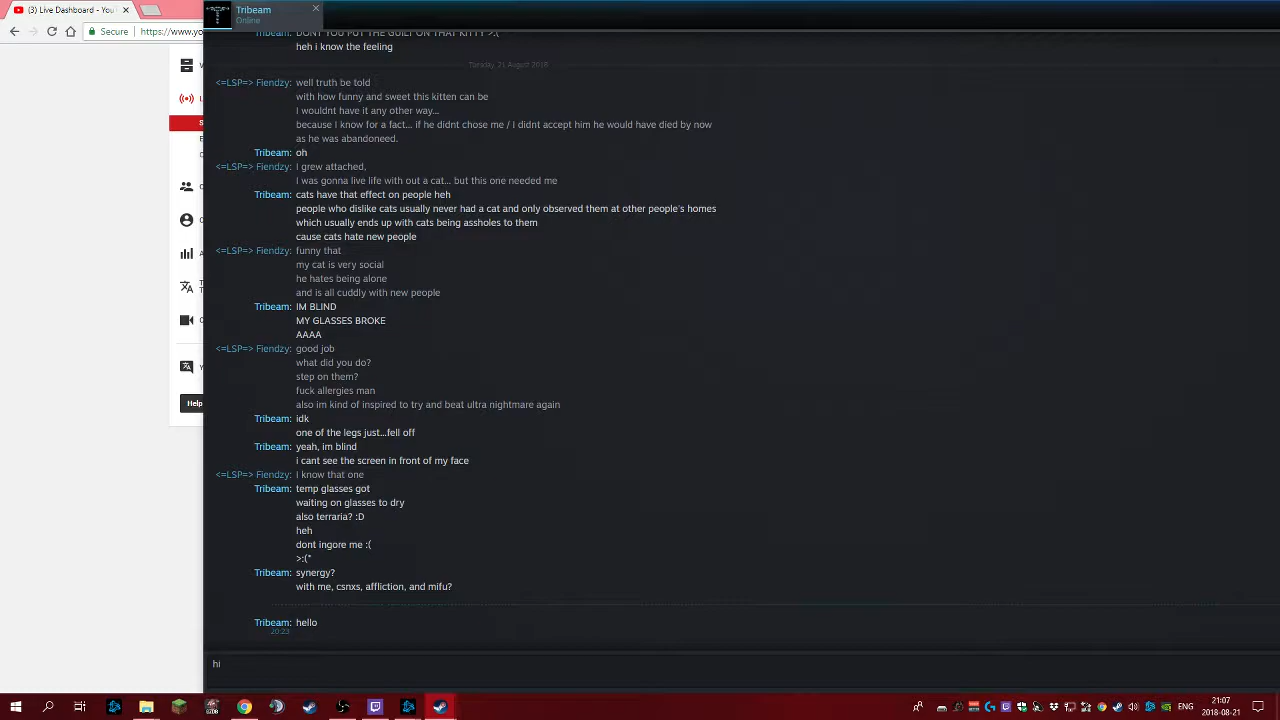 (3) Live Dashboard - You
Tribeam
Online
Secure
https://www.yo
Tribeam: DONT YOU PUT THE GUILT ON THAT KITTY >:(
heh i know the feeling
Tuesday, 21 August 2018
<=LSP=> Fiendzy: well truth be told
with how funny and sweet this kitten can be
I wouldnt have it any other way...
because I know for a fact... if he didnt chose me / I didnt accept him he would have died by now
as he was abandoneed.
Tribeam: oh
<=LSP=> Fiendzy: I grew attached,
I was gonna live life with out a cat... but this one needed me
Tribeam: cats have that effect on people heh
people who dislike cats usually never had a cat and only observed them at other people's homes
which usually ends up with cats being assholes to them
cause cats hate new people
<=LSP=> Fiendzy: funny that
my cat is very social
he hates being alone
and is all cuddly with new people
Tribeam: IM BLIND
MY GLASSES BROKE
AAAA
<=LSP=> Fiendzy: good job
what did you do?
step on them?
fuck allergies man
also im kind of inspired to try and beat ultra nightmare again
Tribeam: idk
one of the legs just...fell off
Tribeam: yeah, im blind
i cant see the screen in front of my face
<=LSP=> Fiendzy: I know that one
Tribeam: temp glasses got
waiting on glasses to dry
also terraria? :D
heh
dont ingore me :(
>:(*
Tribeam: synergy?
with me, csnxs, affliction, and mifu?
Tribeam: hello
20:23
hi
Help
ENG
21:07
2018-08-21